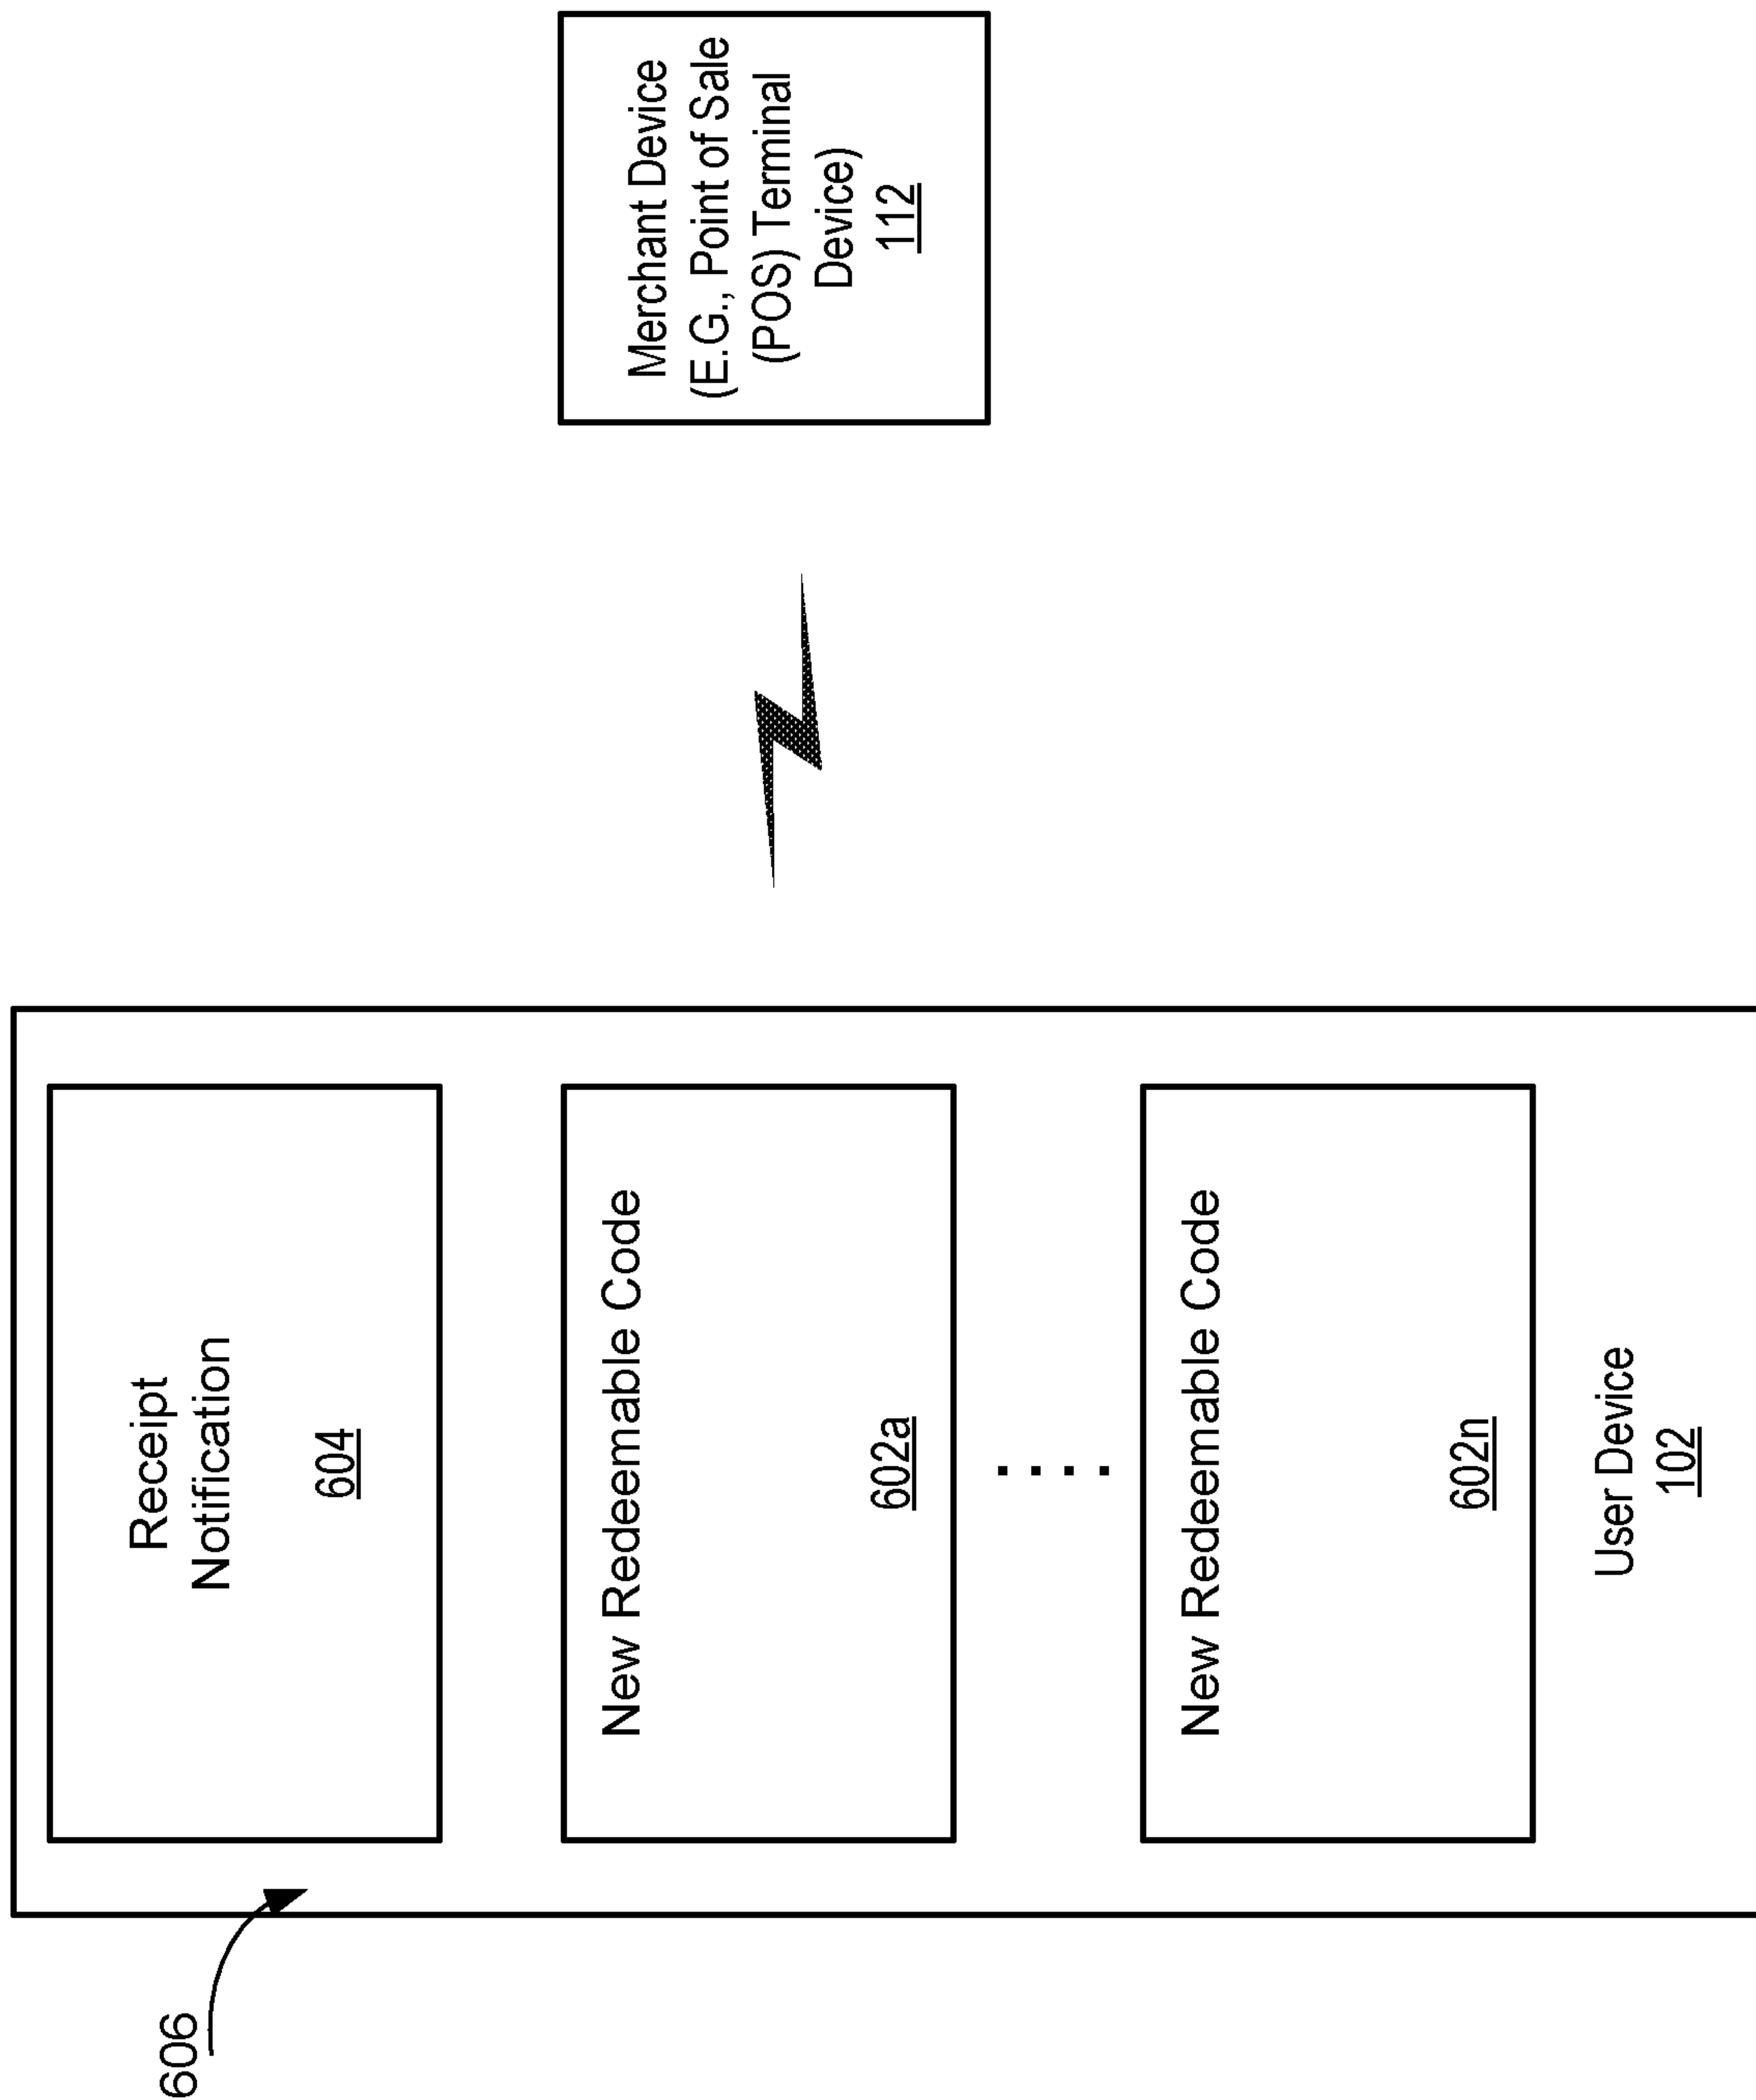 606
Receipt
Notification
604
New Redeemable Code
602a
New Redeemable Code
602n
User Device
102
Merchant Device
(E.G., Point of Sale
(POS) Terminal
Device)
112